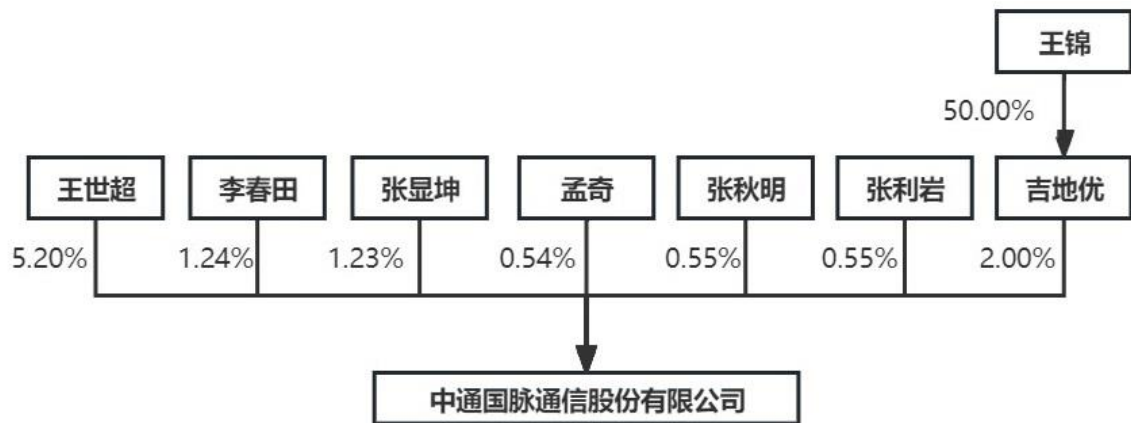 王锦
50.00%
王世超 李春田 张显坤 孟奇 张秋明 张利岩 吉地优
5.20% 1.24% 1.23% 0.54% 0.55% 0.55% 2.00%
中通国脉通信股份有限公司